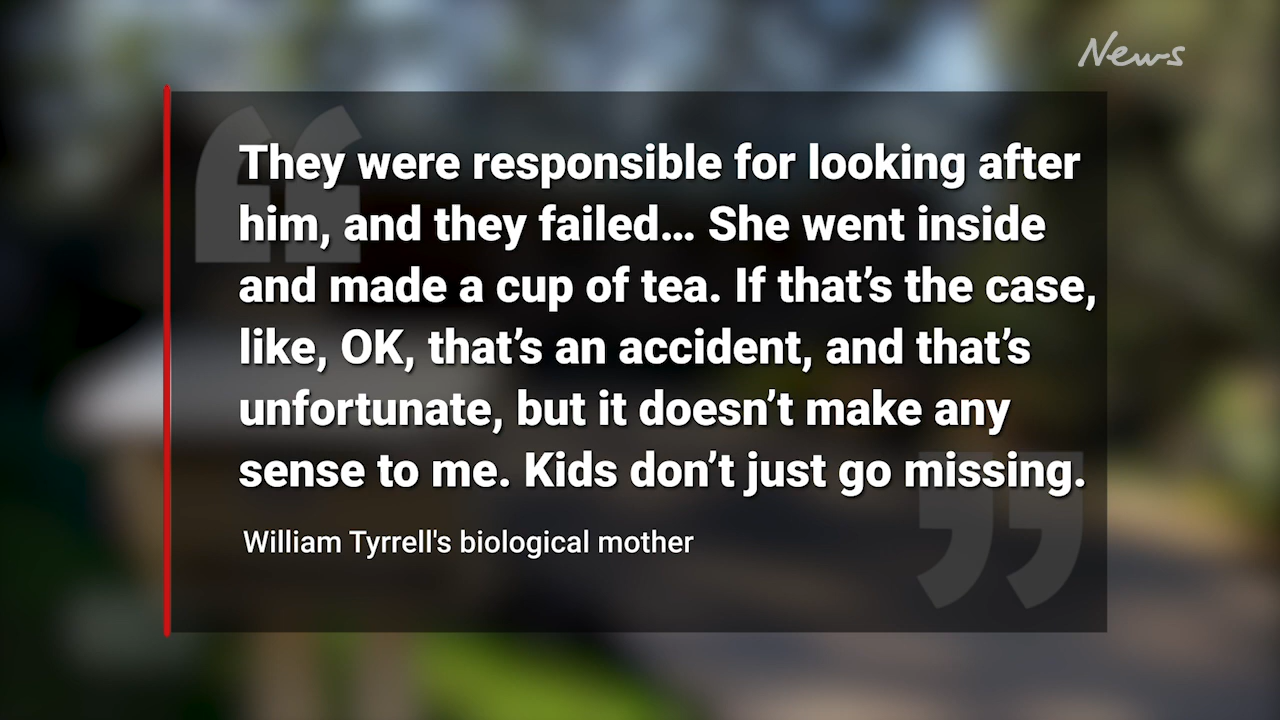 News
They were responsible for looking after
him, and they failed... She went inside
and made a cup of tea. If that’s the case,
like, OK, that’s an accident, and that’s
unfortunate, but it doesn’t make any
sense to me. Kids don’t just go missing.
William Tyrrell's biological mother